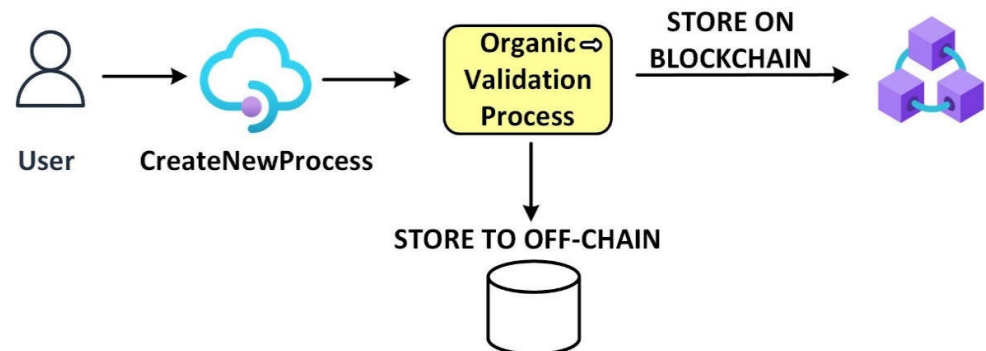 STORE ON
BLOCKCHAIN
Organic
Validation
Process
User
CreateNewProcess
STORE TO OFF-CHAIN